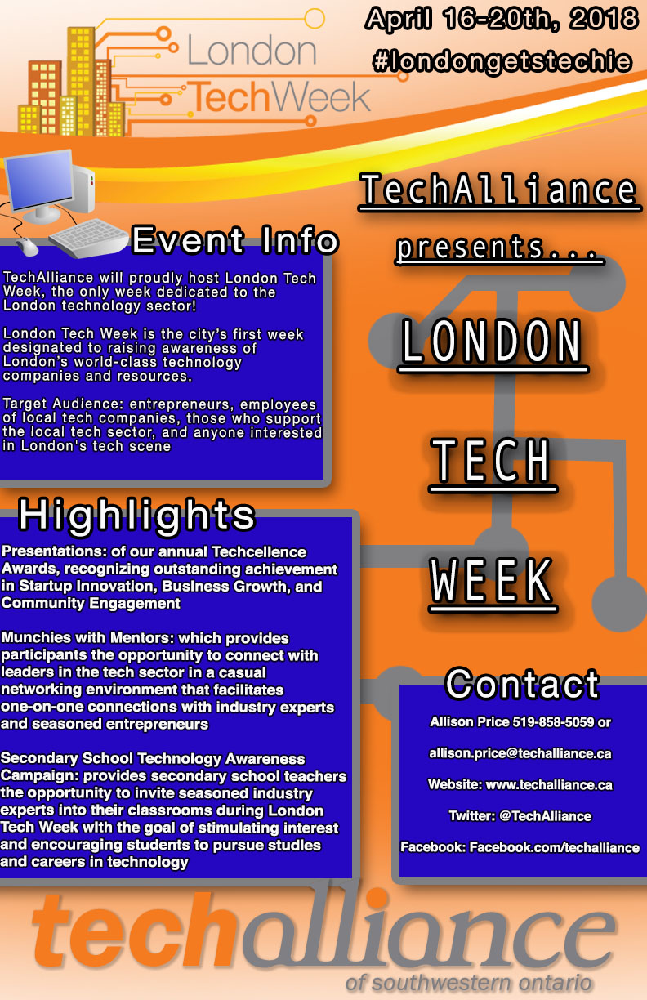 April 16-20th, 2018
#londongetstechie
London
TechWeek
TechAlliance
presents...
LONDON
TECH
WEEK
Event Info
TechAlliance will proudly host London Tech
Week, the only week dedicated to the
London technology sector!
London Tech Week is the city’s first week
designated to raising awareness of
London’s world-class technology
companies and resources.
Target Audience: entrepreneurs, employees
of local tech companies, those who support
the local tech sector, and anyone interested
in London's tech scene
Highlights
Presentations: of our annual Techcellence
Awards, recognizing outstanding achievement
in Startup Innovation, Business Growth, and
Community Engagement
Munchies with Mentors: which provides
participants the opportunity to connect with
leaders in the tech sector in a casual
networking environment that facilitates
one-on-one connections with industry experts
and seasoned entrepreneurs
Secondary School Technology Awareness
Campaign: provides secondary school teachers
the opportunity to invite seasoned industry
experts into their classrooms during London
Tech Week with the goal of stimulating interest
and encouraging students to pursue studies
and careers in technology
Contact
Allison Price 519-858-5059 or
allison.price@techalliance.ca
Website: www.techalliance.ca
Twitter: @TechAlliance
Facebook: Facebook.com/techalliance
techalliance
of southwestern ontario